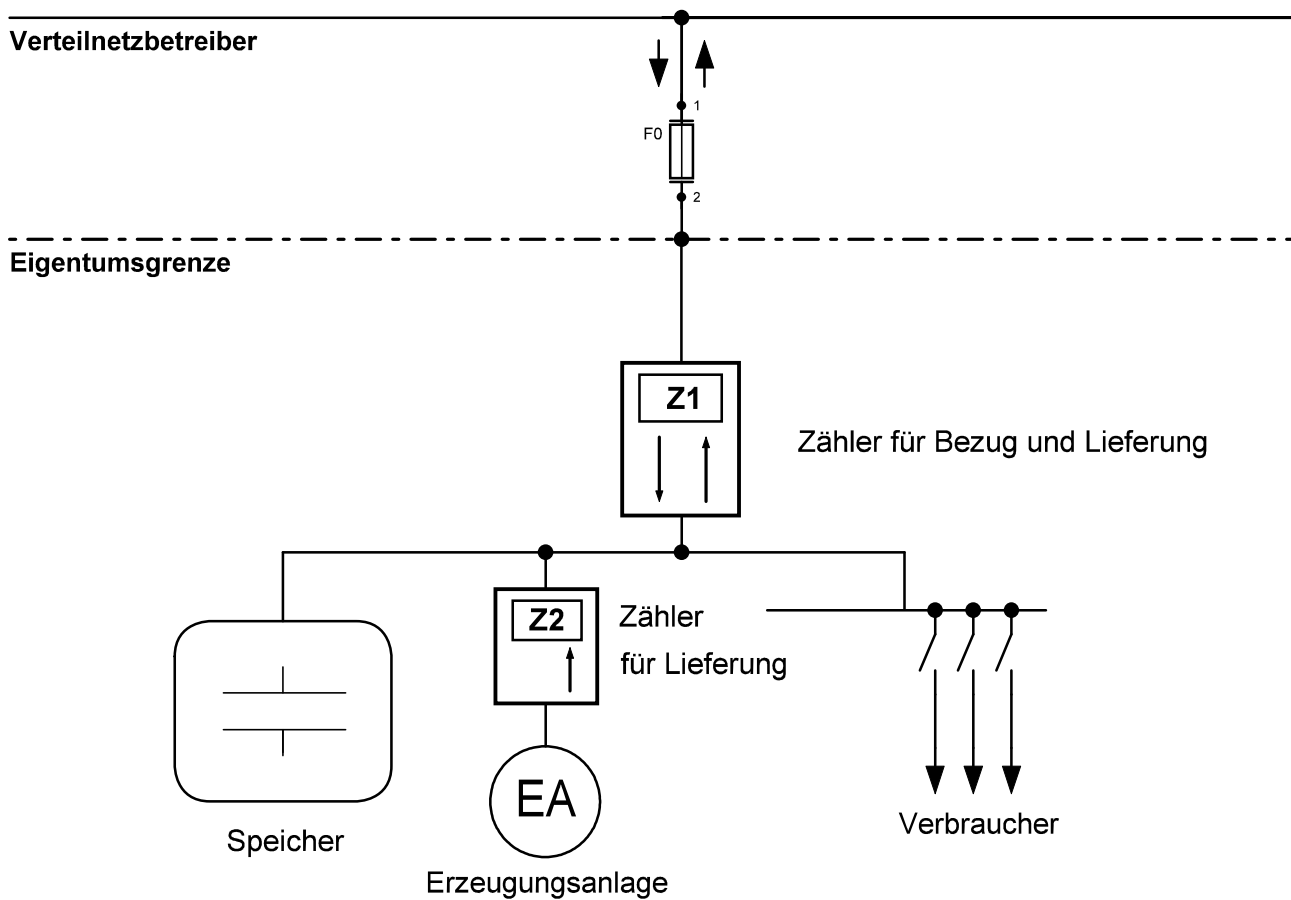 Verteilnetzbetreiber
1
F0
2
Eigentumsgrenze
Z1
Zähler für Bezug und Lieferung
Z2
Zähler
für Lieferung
EA
Speicher
Verbraucher
Erzeugungsanlage